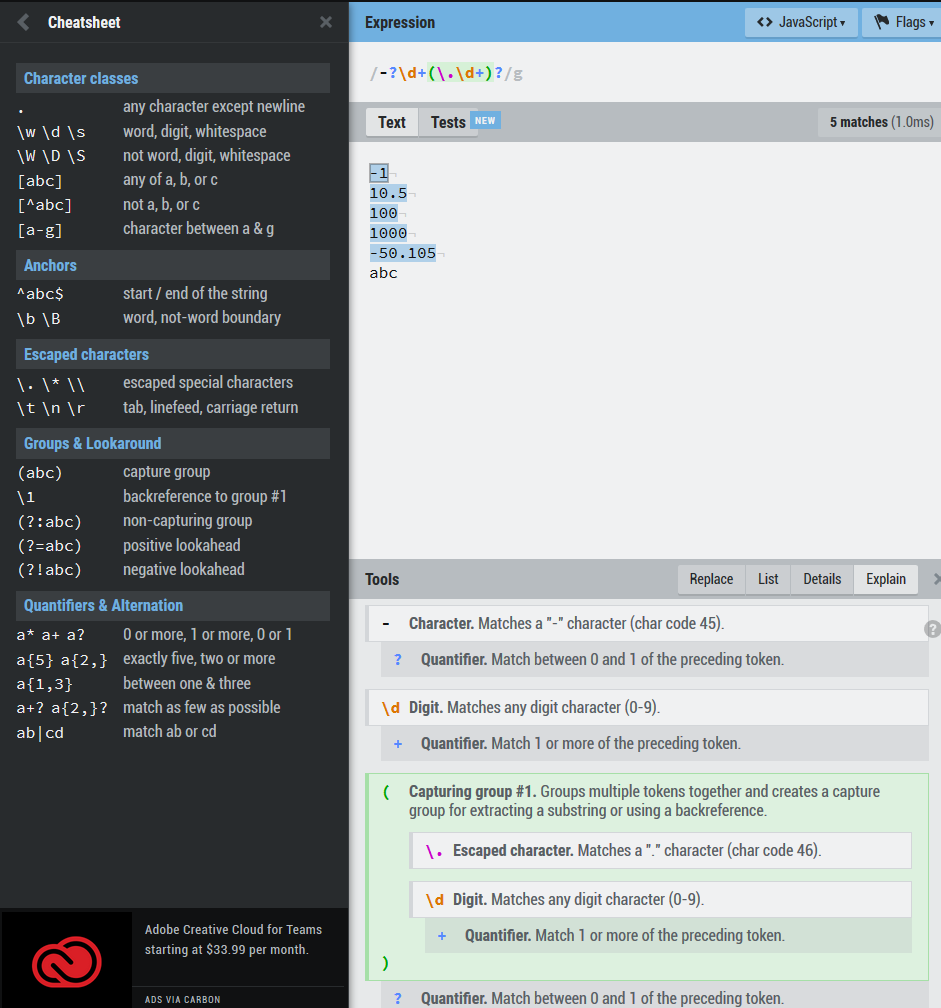 Cheatsheet ×
Character classes
. any character except newline
\w \d \s word, digit, whitespace
\W \D \S not word, digit, whitespace
[abc] any of a, b, or c
[^abc] not a, b, or c
[a-g] character between a & g
Anchors
^abc$ start / end of the string
\b \B word, not-word boundary
Escaped characters
\. \* \\ escaped special characters
\t \n \r tab, linefeed, carriage return
Groups & Lookaround
(abc) capture group
\1 backreference to group #1
(?:abc) non-capturing group
(?=abc) positive lookahead
(?!abc) negative lookahead
Quantifiers & Alternation
a* a+ a? 0 or more, 1 or more, 0 or 1
a{5} a{2,} exactly five, two or more
a{1,3} between one & three
a+? a{2,}? match as few as possible
ab|cd match ab or cd
Adobe Creative Cloud for Teams
starting at $33.99 per month.
ADS VIA CARBON
Expression <> JavaScript ▾ Flags ▾
/-?\d+(\.\d+)?/g
Text Tests NEW 5 matches (1.0ms)
-1¬
10.5¬
100¬
1000¬
-50.105¬
abc
Tools Replace List Details Explain ×
- Character. Matches a "-" character (char code 45). ?
? Quantifier. Match between 0 and 1 of the preceding token.
\d Digit. Matches any digit character (0-9).
+ Quantifier. Match 1 or more of the preceding token.
( Capturing group #1. Groups multiple tokens together and creates a capture
group for extracting a substring or using a backreference.
\. Escaped character. Matches a "." character (char code 46).
\d Digit. Matches any digit character (0-9).
+ Quantifier. Match 1 or more of the preceding token.
)
? Quantifier. Match between 0 and 1 of the preceding token.